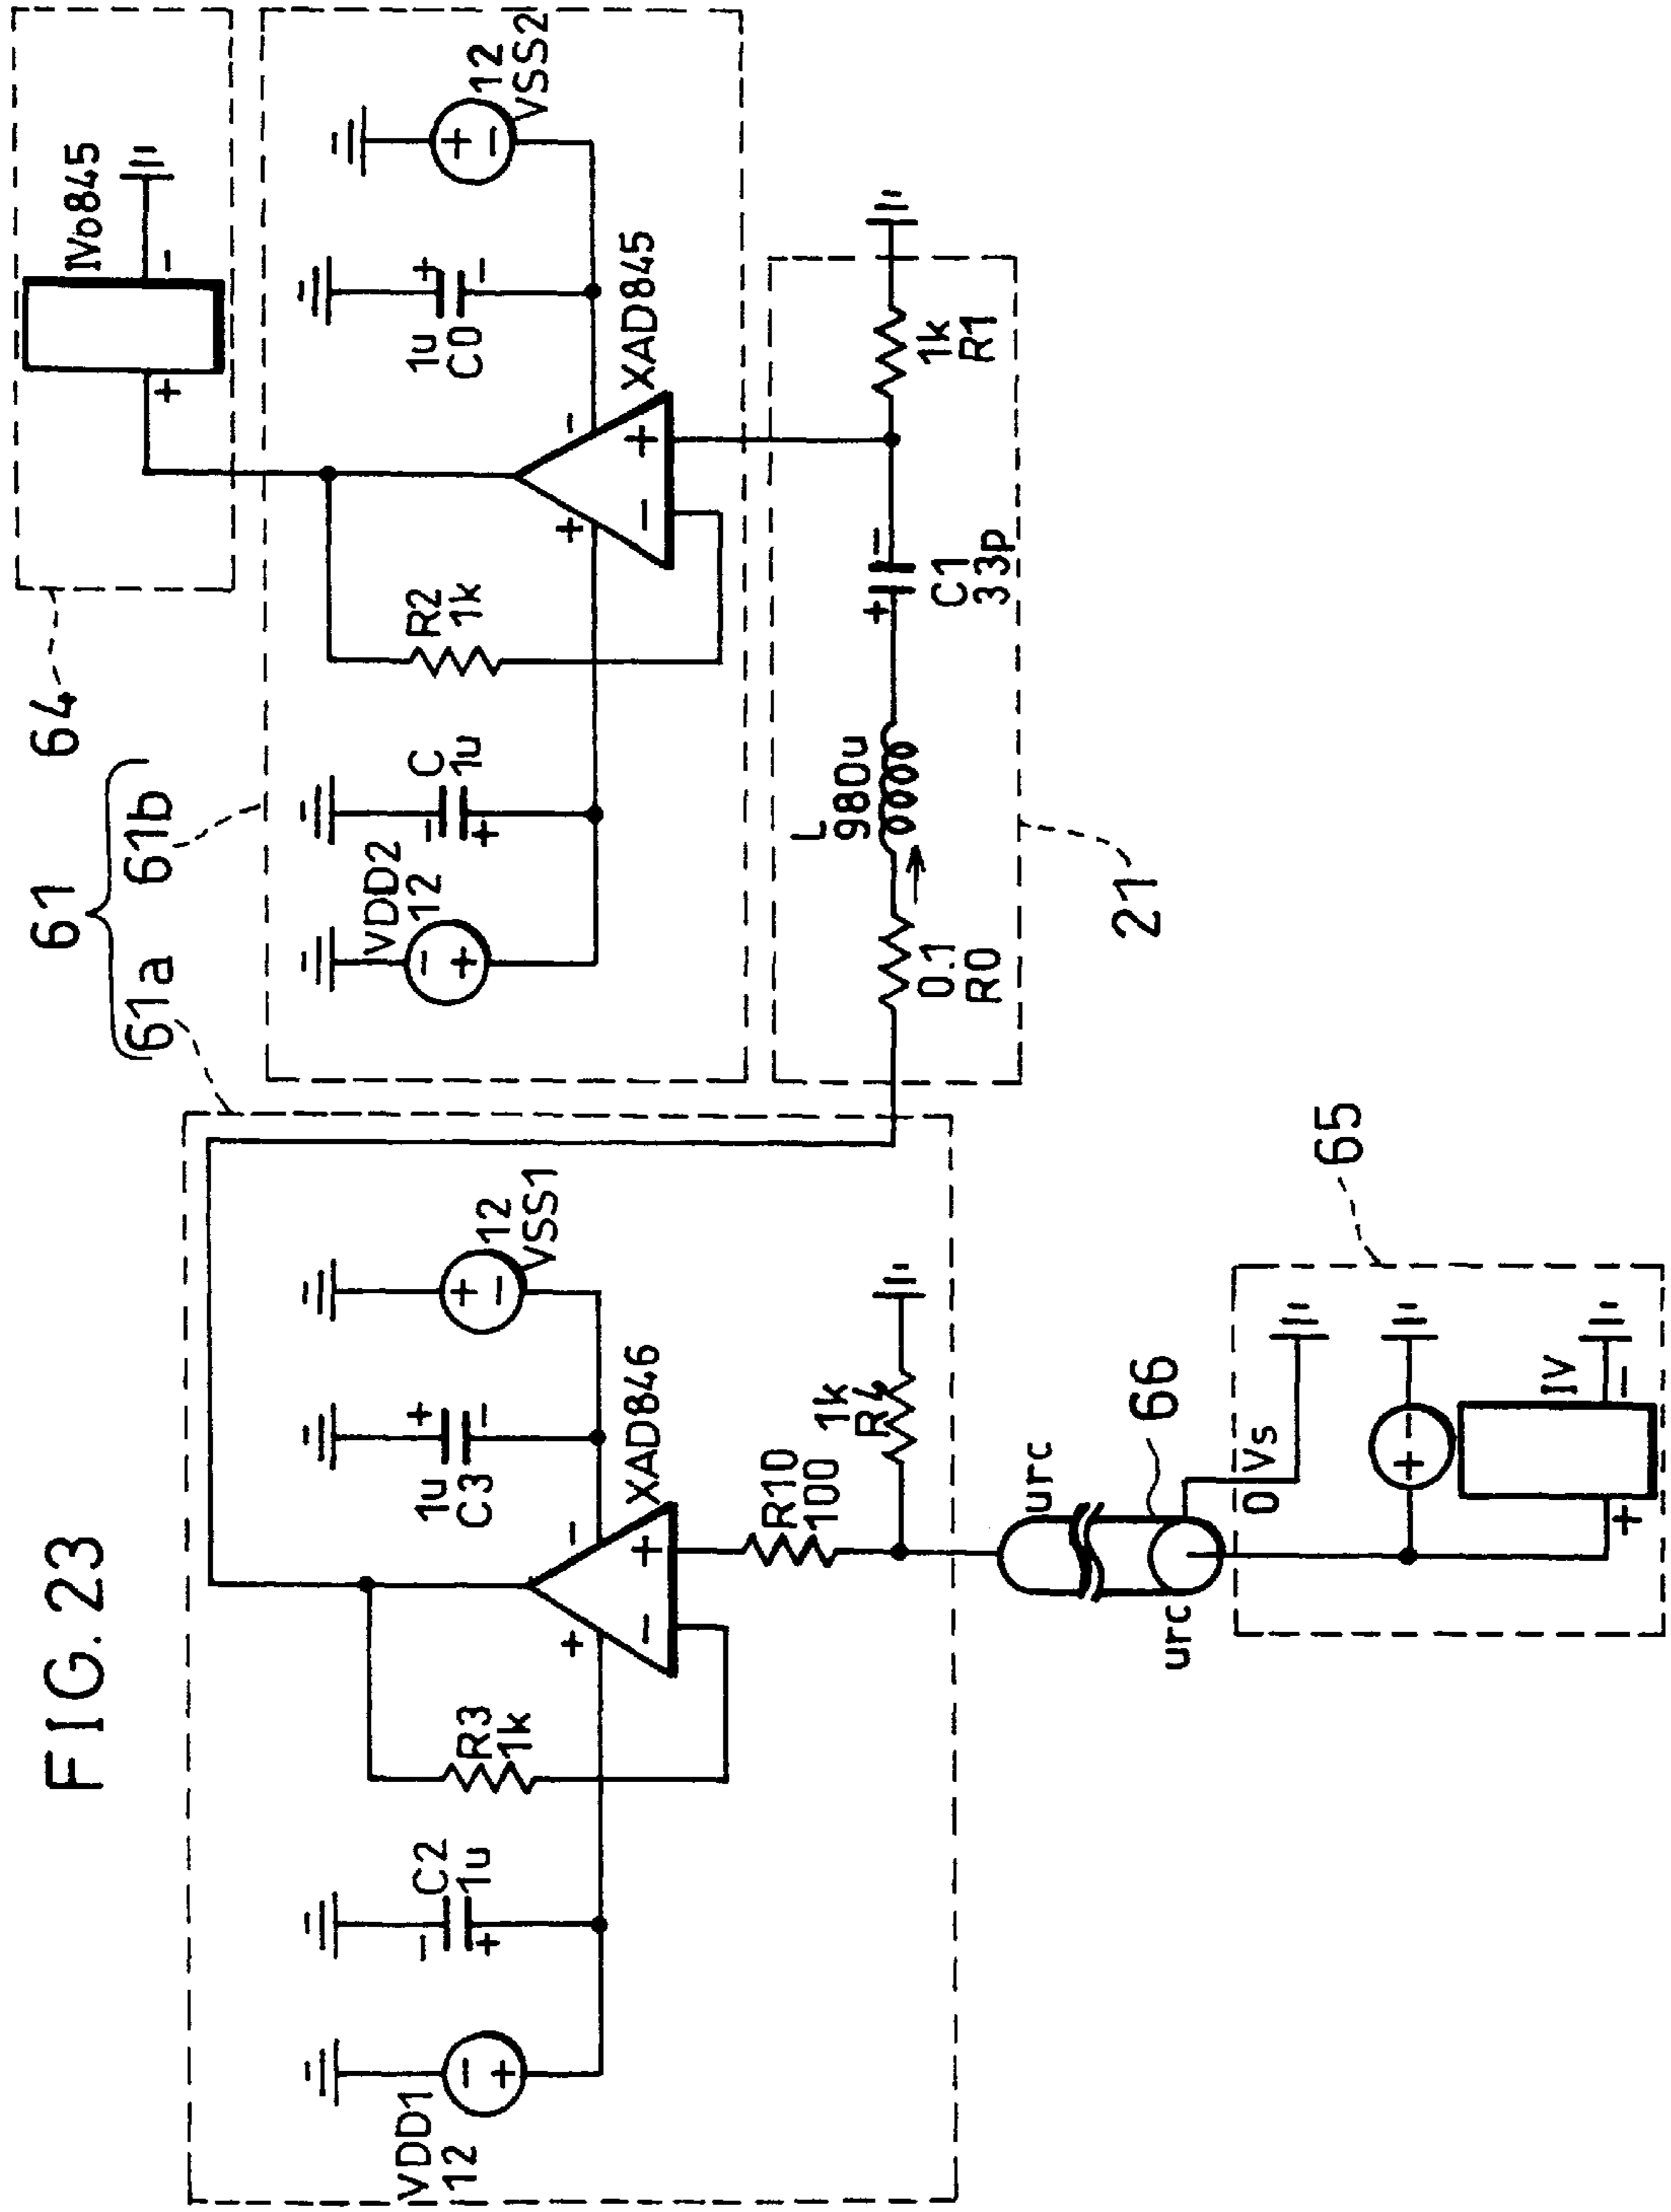 FIG. 23
61
61a
61b
64
VDD1
12
C2
1u
R3
1k
XAD846
1u
C3
12
VSS1
R10
100
1k
R4
urc
urc
66
65
0
Vs
IV
VDD2
12
C
1u
R2
1k
XAD845
1u
C0
12
VSS2
IVo845
0.1
R0
L
980u
C1
33p
1k
R1
21